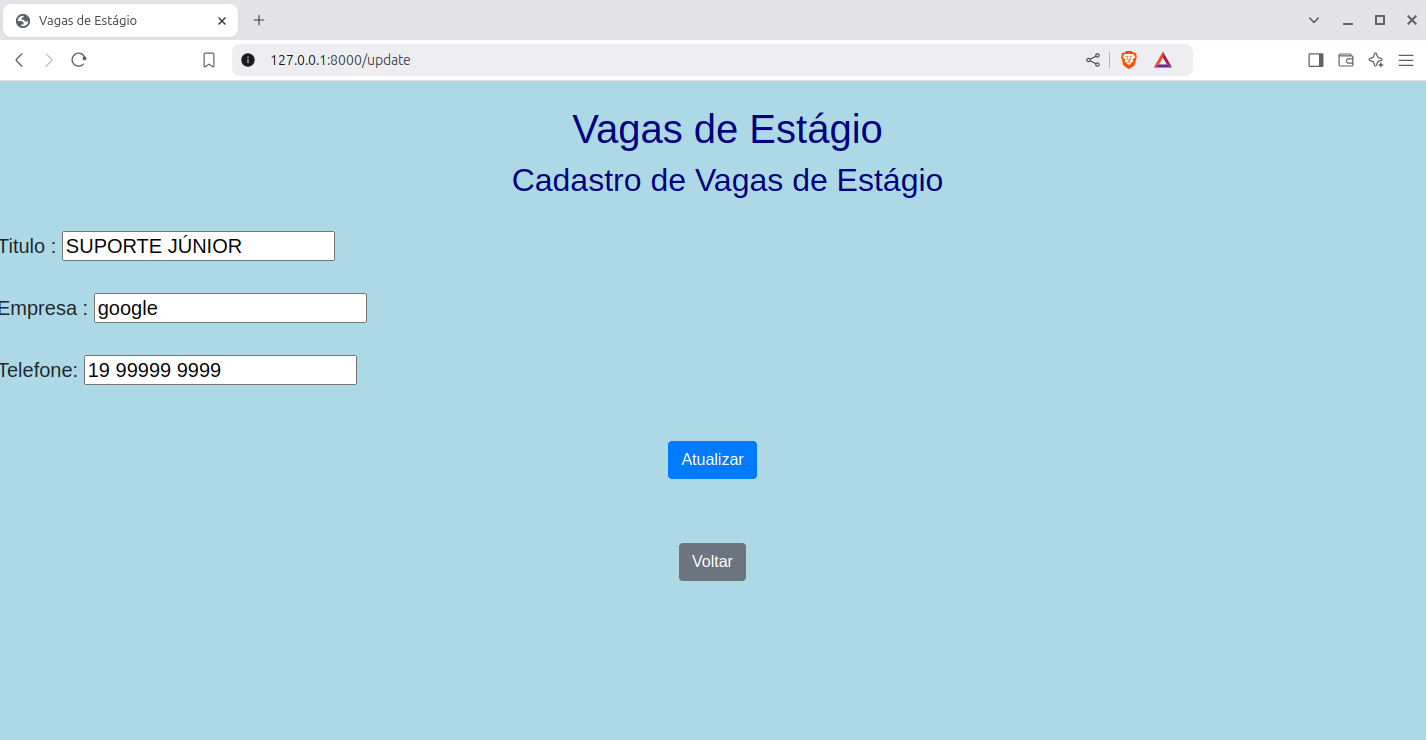 Vagas de Estágio
127.0.0.1:8000/update
Vagas de Estágio
Cadastro de Vagas de Estágio
Titulo : SUPORTE JÚNIOR
Empresa : google
Telefone: 19 99999 9999
Atualizar
Voltar